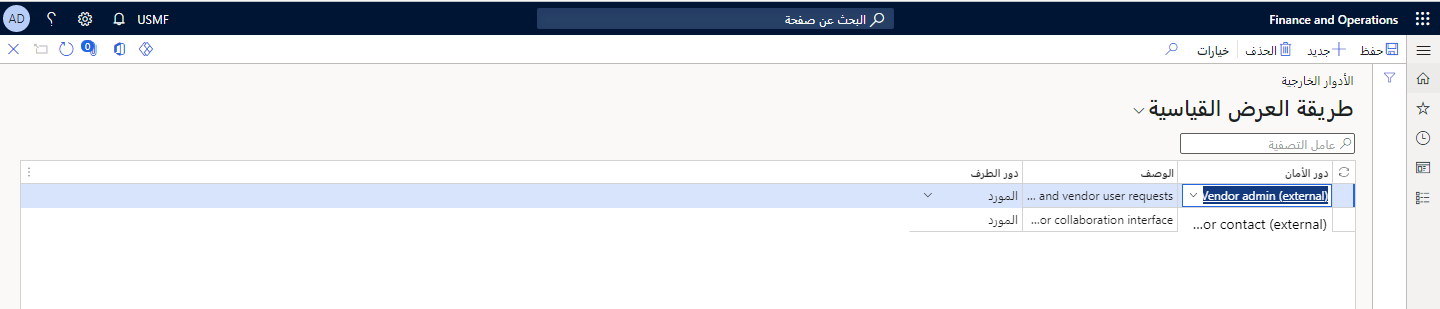 Finance and Operations
البحث عن صفحة
USMF
؟
AD
حفظ
جديد
الحذف
خيارات
0
الأدوار الخارجية
طريقة العرض القياسية
عامل التصفية
دور الأمان
الوصف
دور الطرف
Vendor admin (external)
... and vendor user requests
المورد
...or contact (external)
...or collaboration interface
المورد